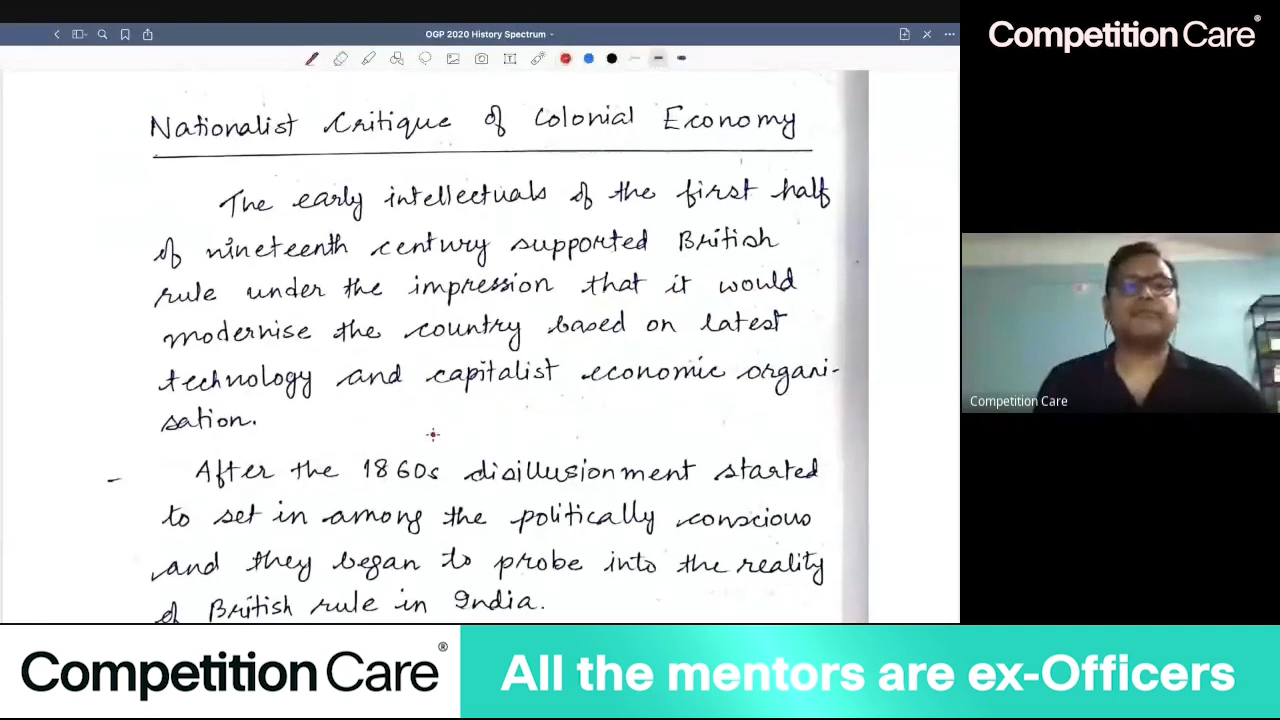 OGP 2020 History Spectrum
Competition Care®
Nationalist Critique of Colonial Economy
The early intellectuals of the first half
of nineteenth century supported British
rule under the impression that it would
modernise the country based on latest
technology and capitalist economic organi-
sation.
- After the 1860s disillusionment started
to set in among the politically conscious
and they began to probe into the reality
of British rule in India.
Competition Care
Competition Care®
All the mentors are ex-Officers